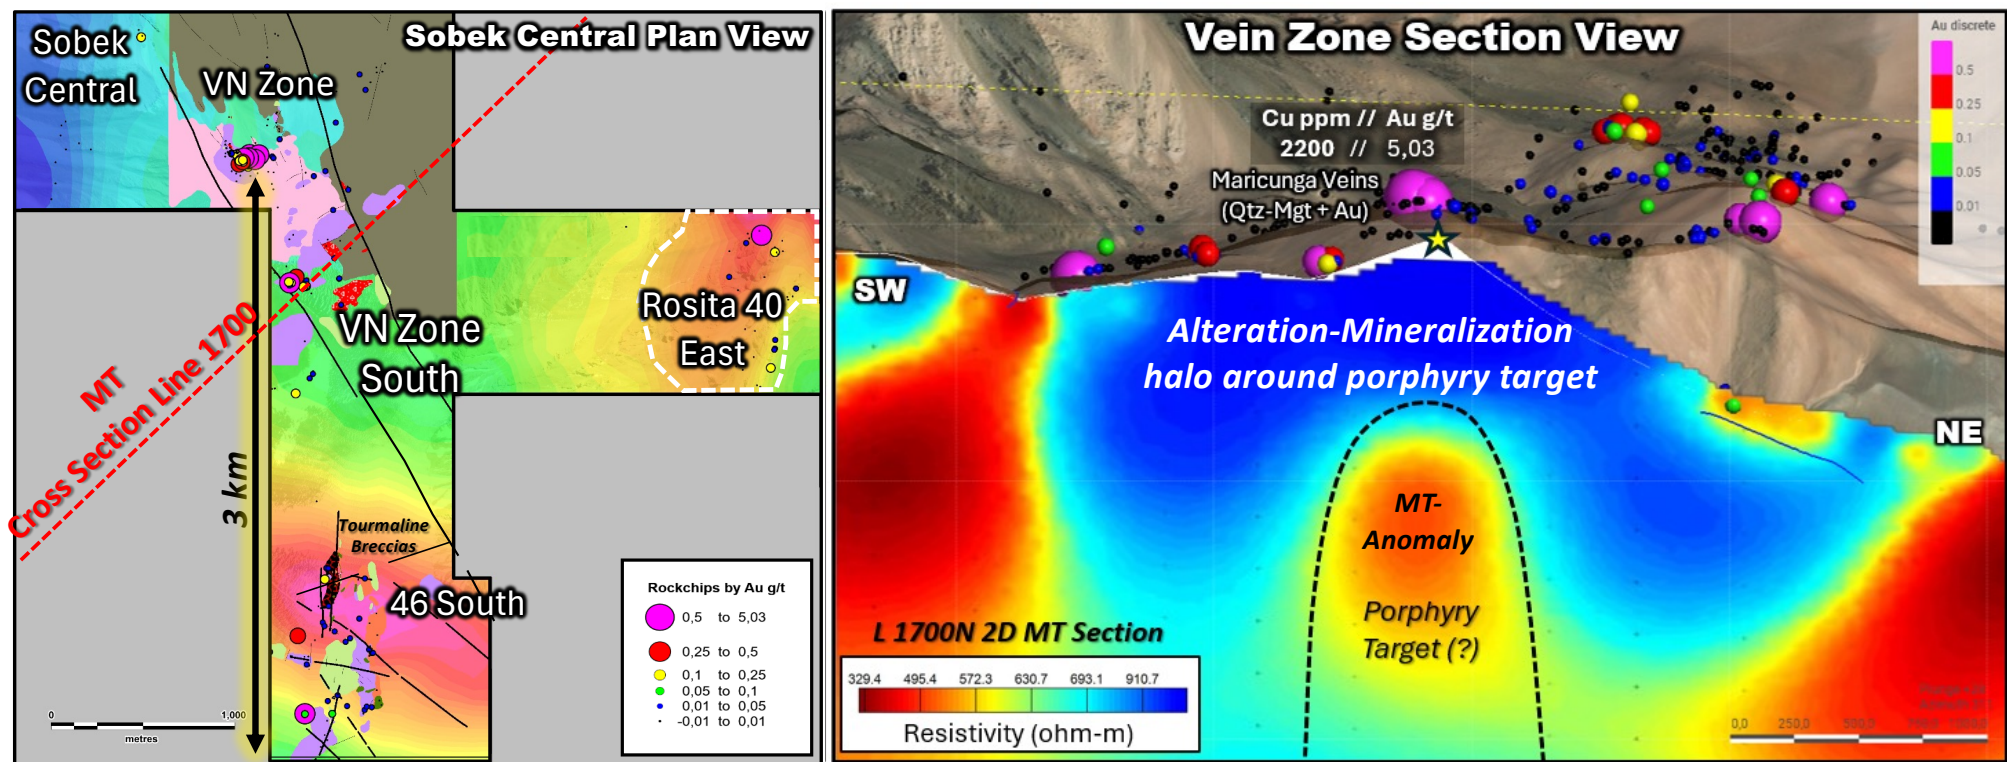 Sobek Central Plan View
Sobek
Central
VN Zone
VN Zone
South
Rosita 40
East
MT
Cross Section Line 1700
3 km
Tourmaline
Breccias
46 South
0 1,000
metres
Rockchips by Au g/t
0,5 to 5,03
0,25 to 0,5
0,1 to 0,25
0,05 to 0,1
0,01 to 0,05
-0,01 to 0,01
Vein Zone Section View
Au discrete
0.5
0.25
0.1
0.05
0.01
Cu ppm // Au g/t
2200 // 5,03
Maricunga Veins
(Qtz-Mgt + Au)
SW
NE
Alteration-Mineralization
halo around porphyry target
MT-
Anomaly
Porphyry
Target (?)
L 1700N 2D MT Section
329.4 495.4 572.3 630.7 693.1 910.7
Resistivity (ohm-m)
0,0 250,0 500,0